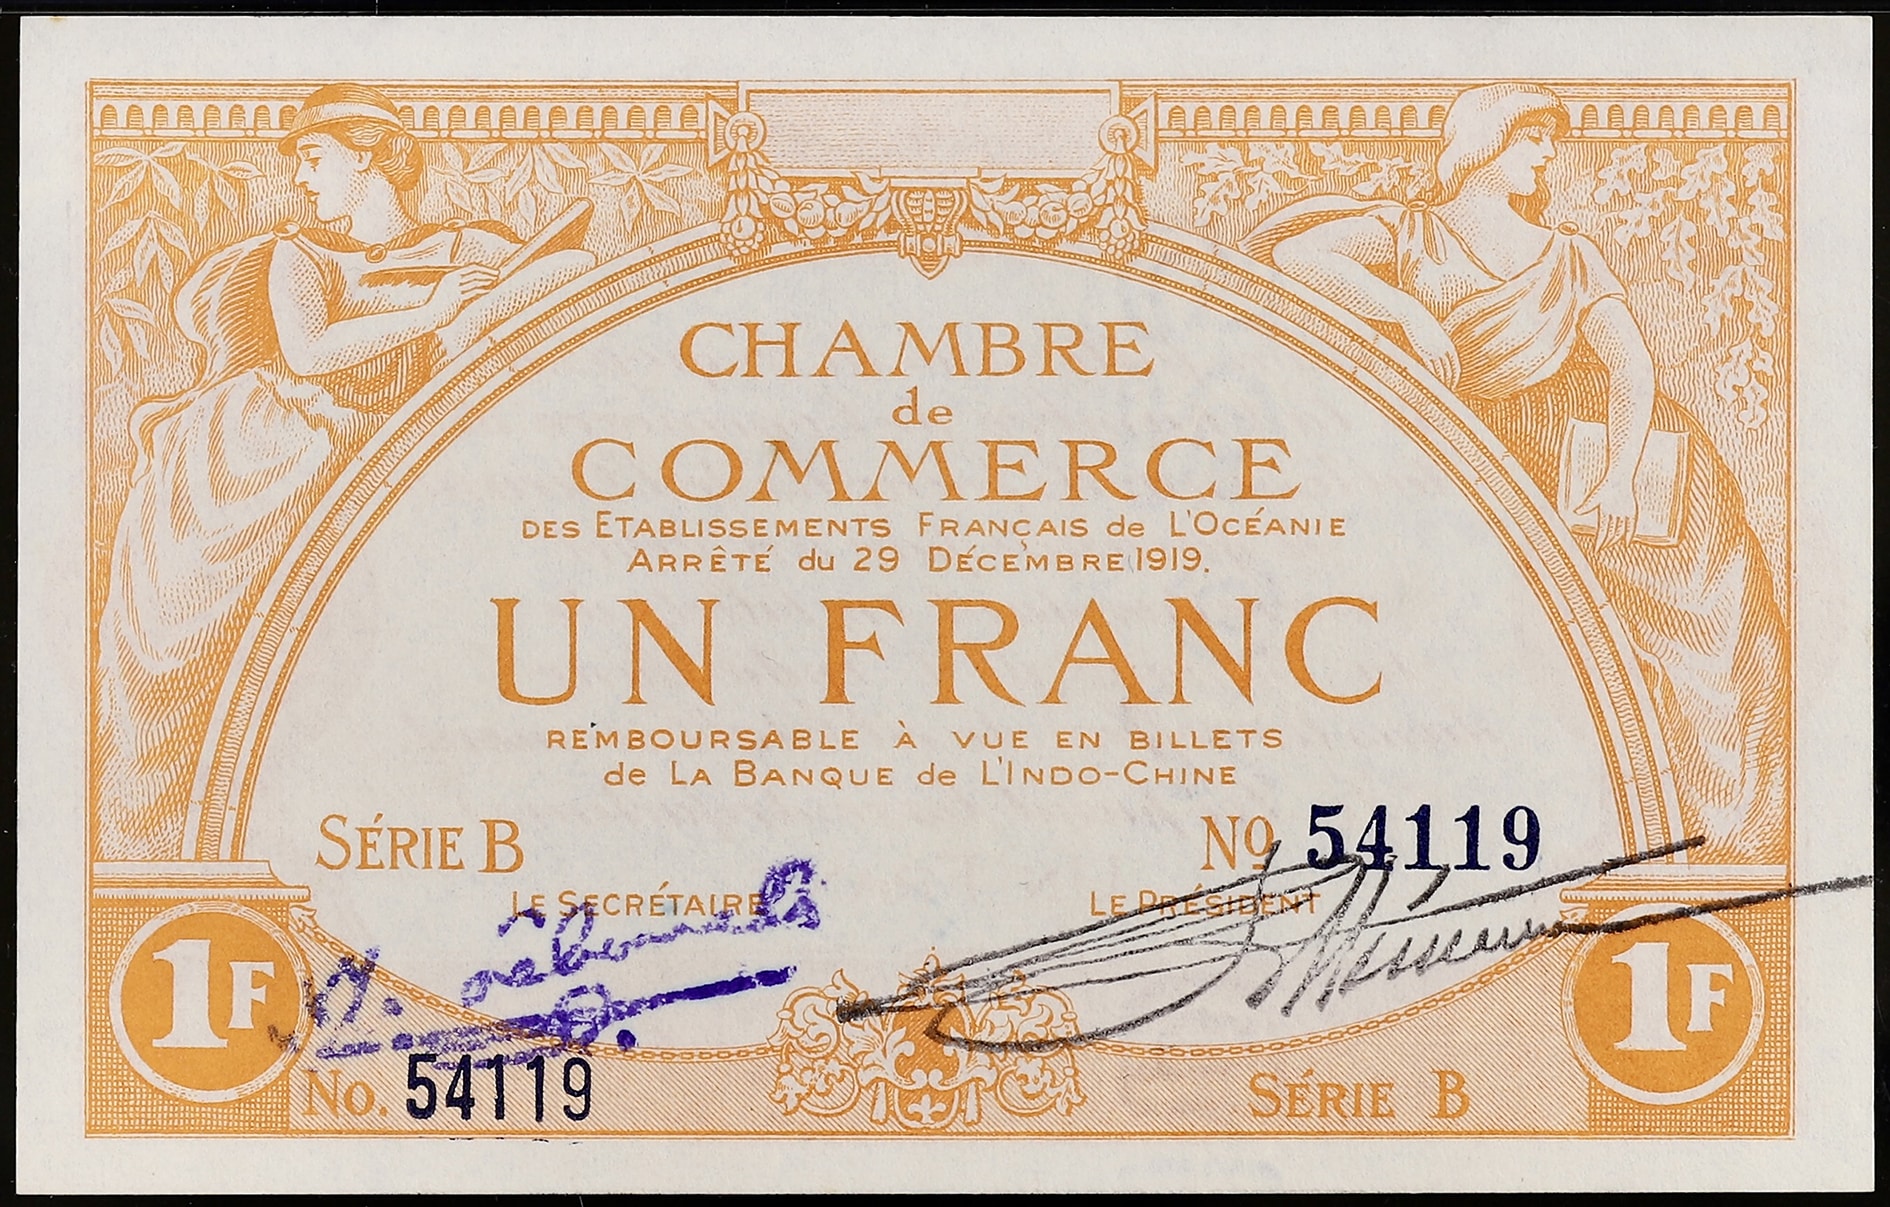 CHAMBRE
de
COMMERCE
DES ETABLISSEMENTS FRANÇAIS de L'OCÉANIE
ARRÊTÉ du 29 DÉCEMBRE 1919.
UN FRANC
REMBOURSABLE À VUE EN BILLETS
de LA BANQUE de L'INDO-CHINE
SÉRIE B
No 54119
LE SECRÉTAIRE
LE PRÉSIDENT
1F
1F
No. 54119
SÉRIE B